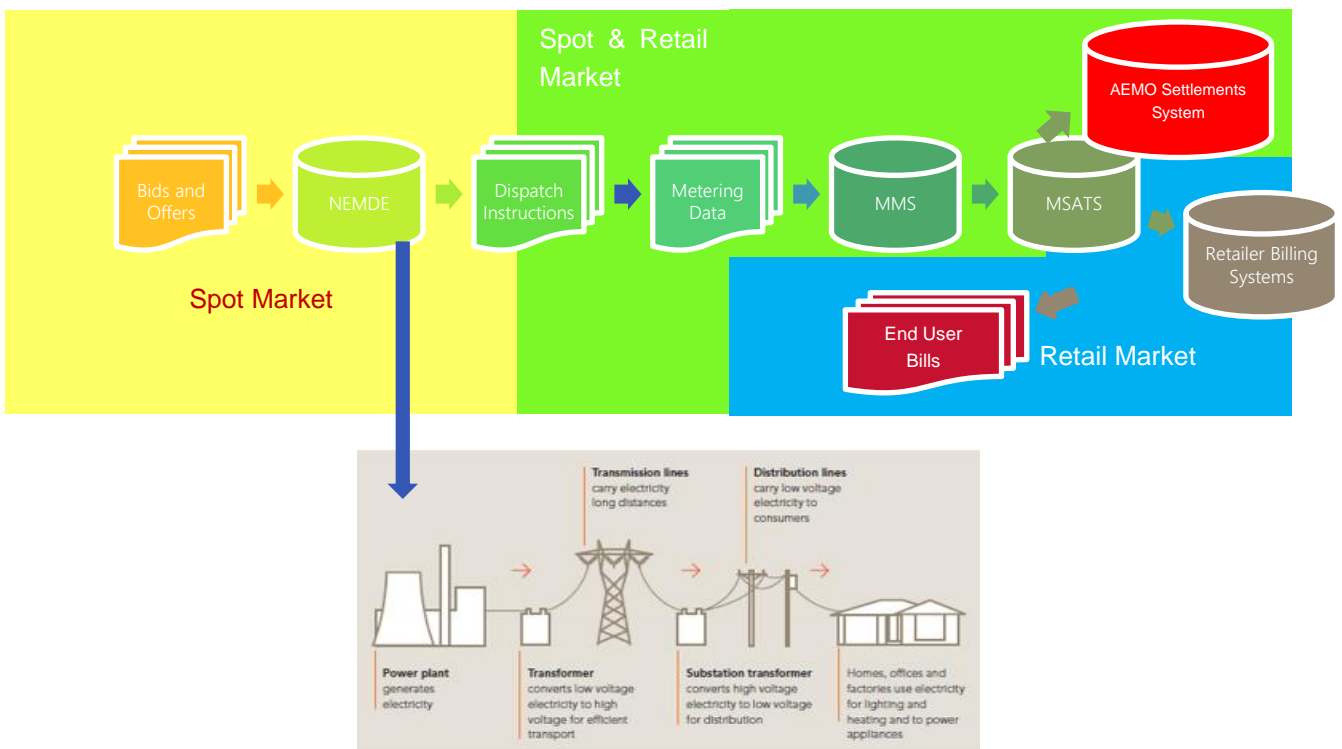 Spot & Retail
Market
AEMO Settlements
System
Bids and
Offers
NEMDE
Dispatch
Instructions
Metering
Data
MMS
MSATS
Retailer Billing
Systems
Spot Market
End User
Bills
Retail Market
Transmission lines
carry electricity
long distances
Distribution lines
carry low voltage
electricity to
consumers
Power plant
generates
electricity
Transformer
converts low voltage
electricity to high
voltage for efficient
transport
Substation transformer
converts high voltage
electricity to low voltage
for distribution
Homes, offices and
factories use electricity
for lighting and
heating and to power
appliances